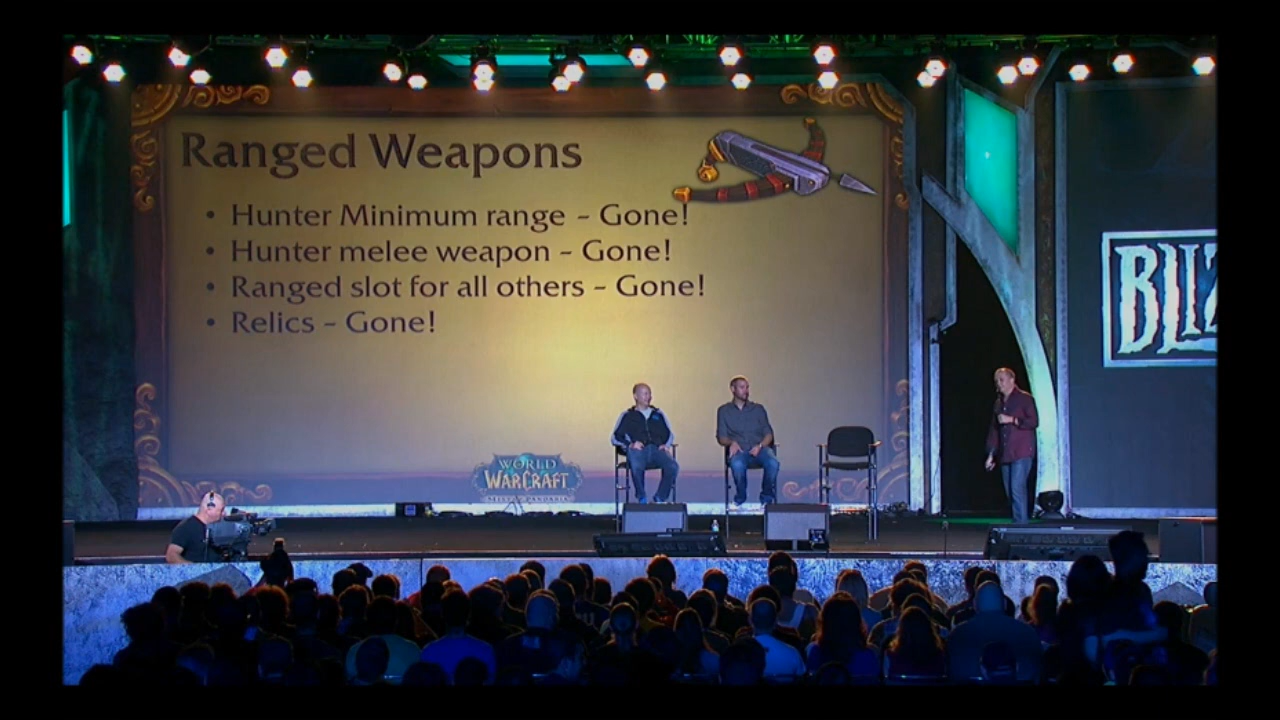 Ranged Weapons
• Hunter Minimum range - Gone!
• Hunter melee weapon - Gone!
• Ranged slot for all others - Gone!
• Relics - Gone!
WORLD
WARCRAFT
BLIZ